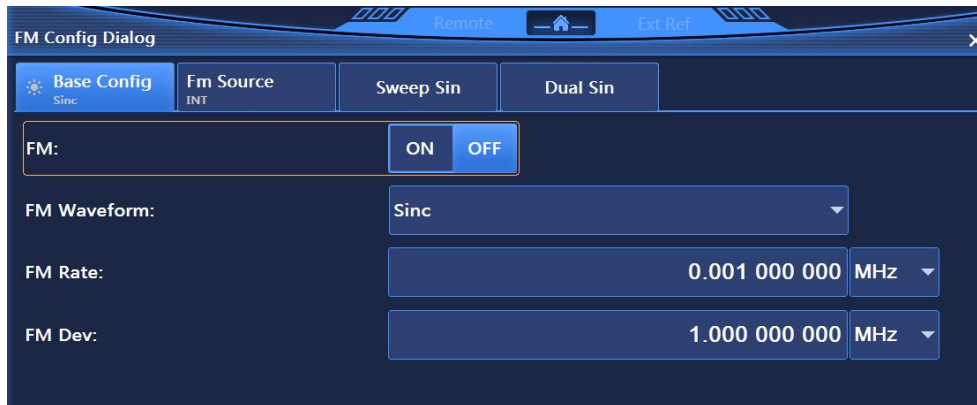 Remote Ext Ref
FM Config Dialog
Base Config Fm Source Sweep Sin Dual Sin
Sinc INT
FM: ON OFF
FM Waveform: Sinc
FM Rate: 0.001 000 000 MHz
FM Dev: 1.000 000 000 MHz